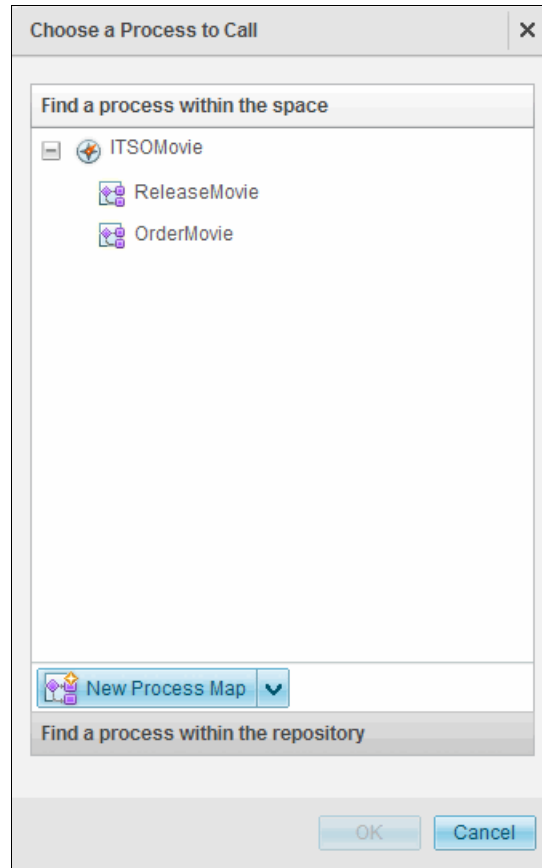 Choose a Process to Call
Find a process within the space
ITSOMovie
ReleaseMovie
OrderMovie
New Process Map
Find a process within the repository
OK Cancel